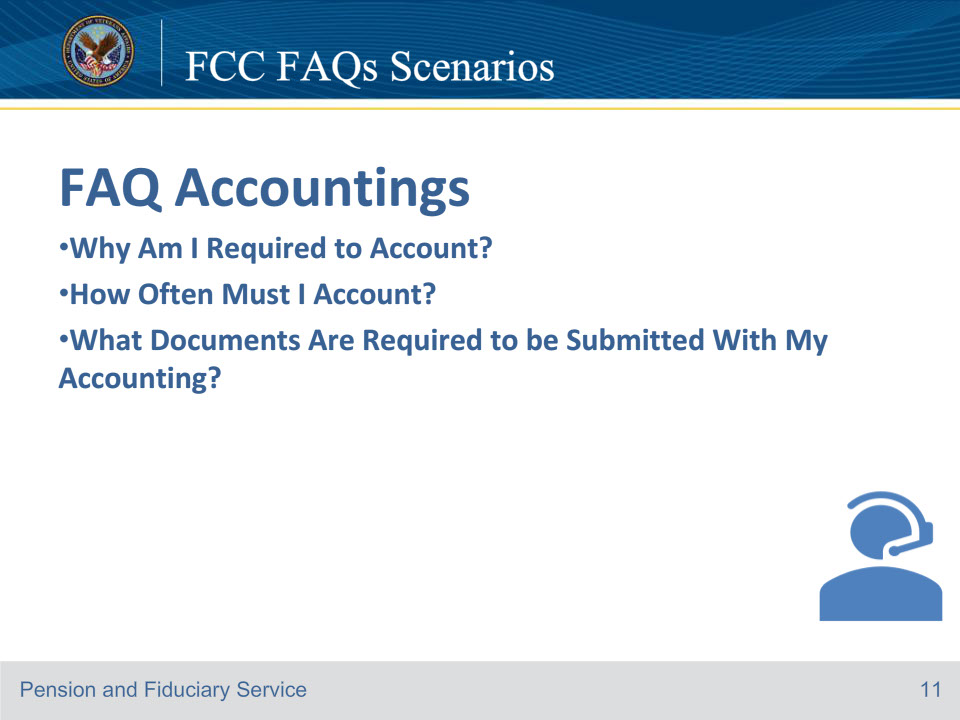 FCC FAQs Scenarios
FAQ Accountings
•Why Am I Required to Account?
•How Often Must I Account?
•What Documents Are Required to be Submitted With My
Accounting?
Pension and Fiduciary Service
11